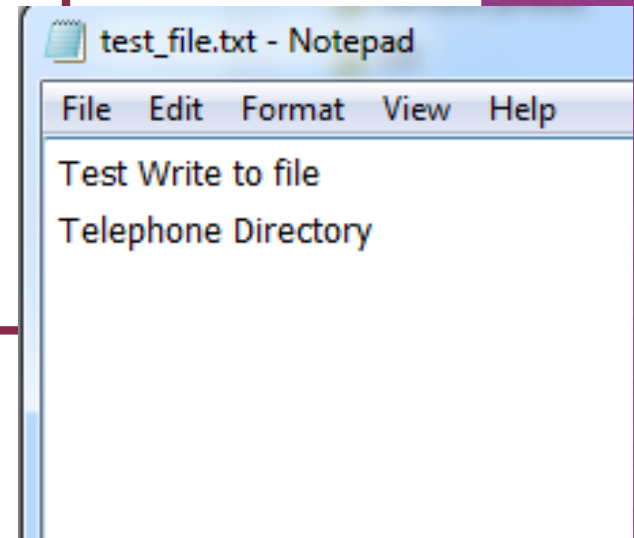 test_file.txt - Notepad
File Edit Format View Help
Test Write to file
Telephone Directory